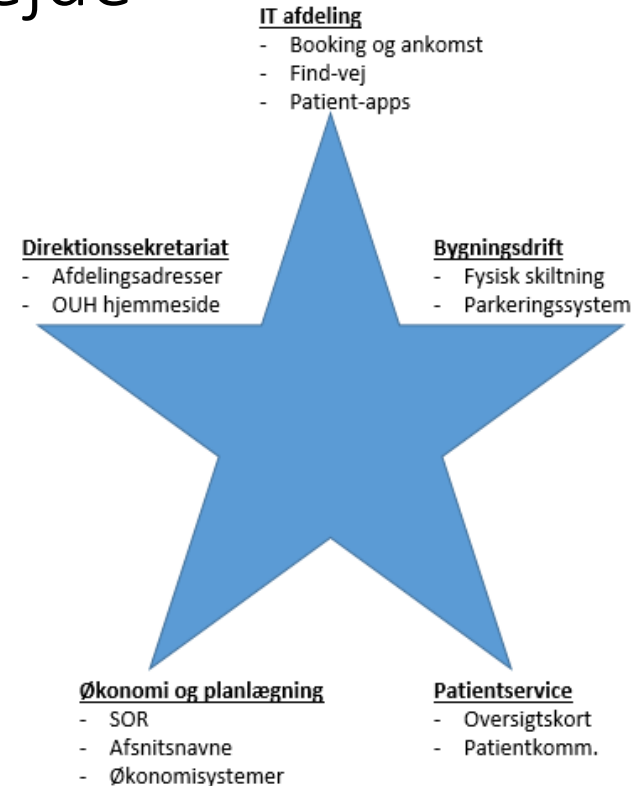 IT afdeling
- Booking og ankomst
- Find-vej
- Patient-apps
Direktionssekretariat
- Afdelingsadresser
- OUH hjemmeside
Bygningsdrift
- Fysisk skiltning
- Parkeringssystem
Økonomi og planlægning
- SOR
- Afsnitsnavne
- Økonomisystemer
Patientservice
- Oversigtskort
- Patientkomm.